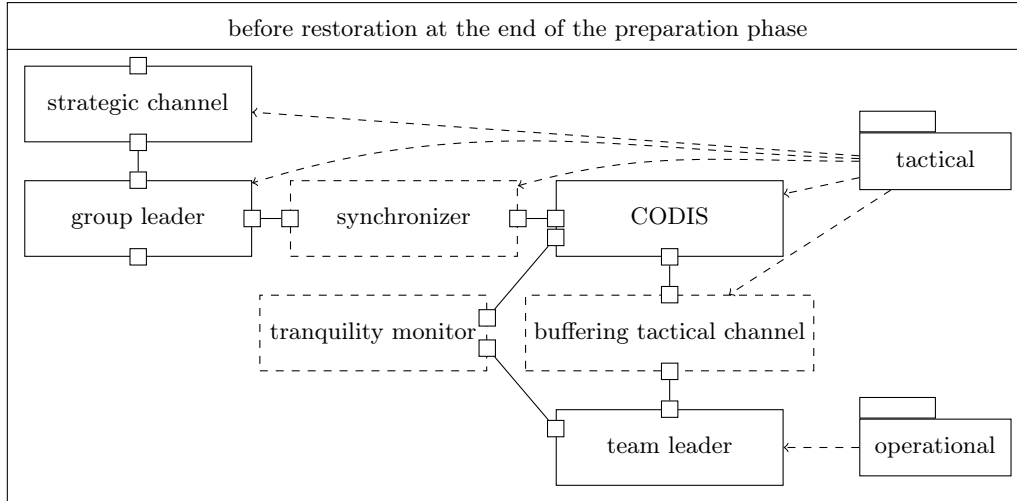 before restoration at the end of the preparation phase
strategic channel
tactical
group leader
synchronizer
CODIS
tranquility monitor
buffering tactical channel
team leader
operational